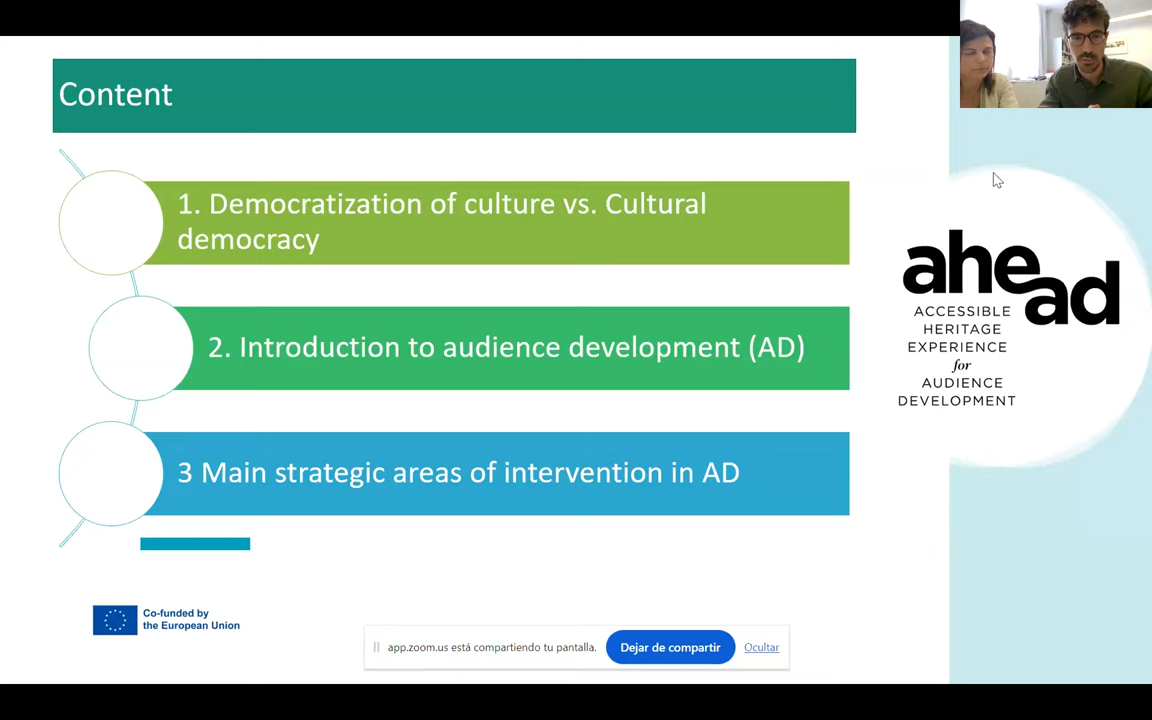 Content
1. Democratization of culture vs. Cultural
democracy
2. Introduction to audience development (AD)
3 Main strategic areas of intervention in AD
ahead
ACCESSIBLE
HERITAGE
EXPERIENCE
for
AUDIENCE
DEVELOPMENT
Co-funded by
the European Union
app.zoom.us está compartiendo tu pantalla.
Dejar de compartir
Ocultar